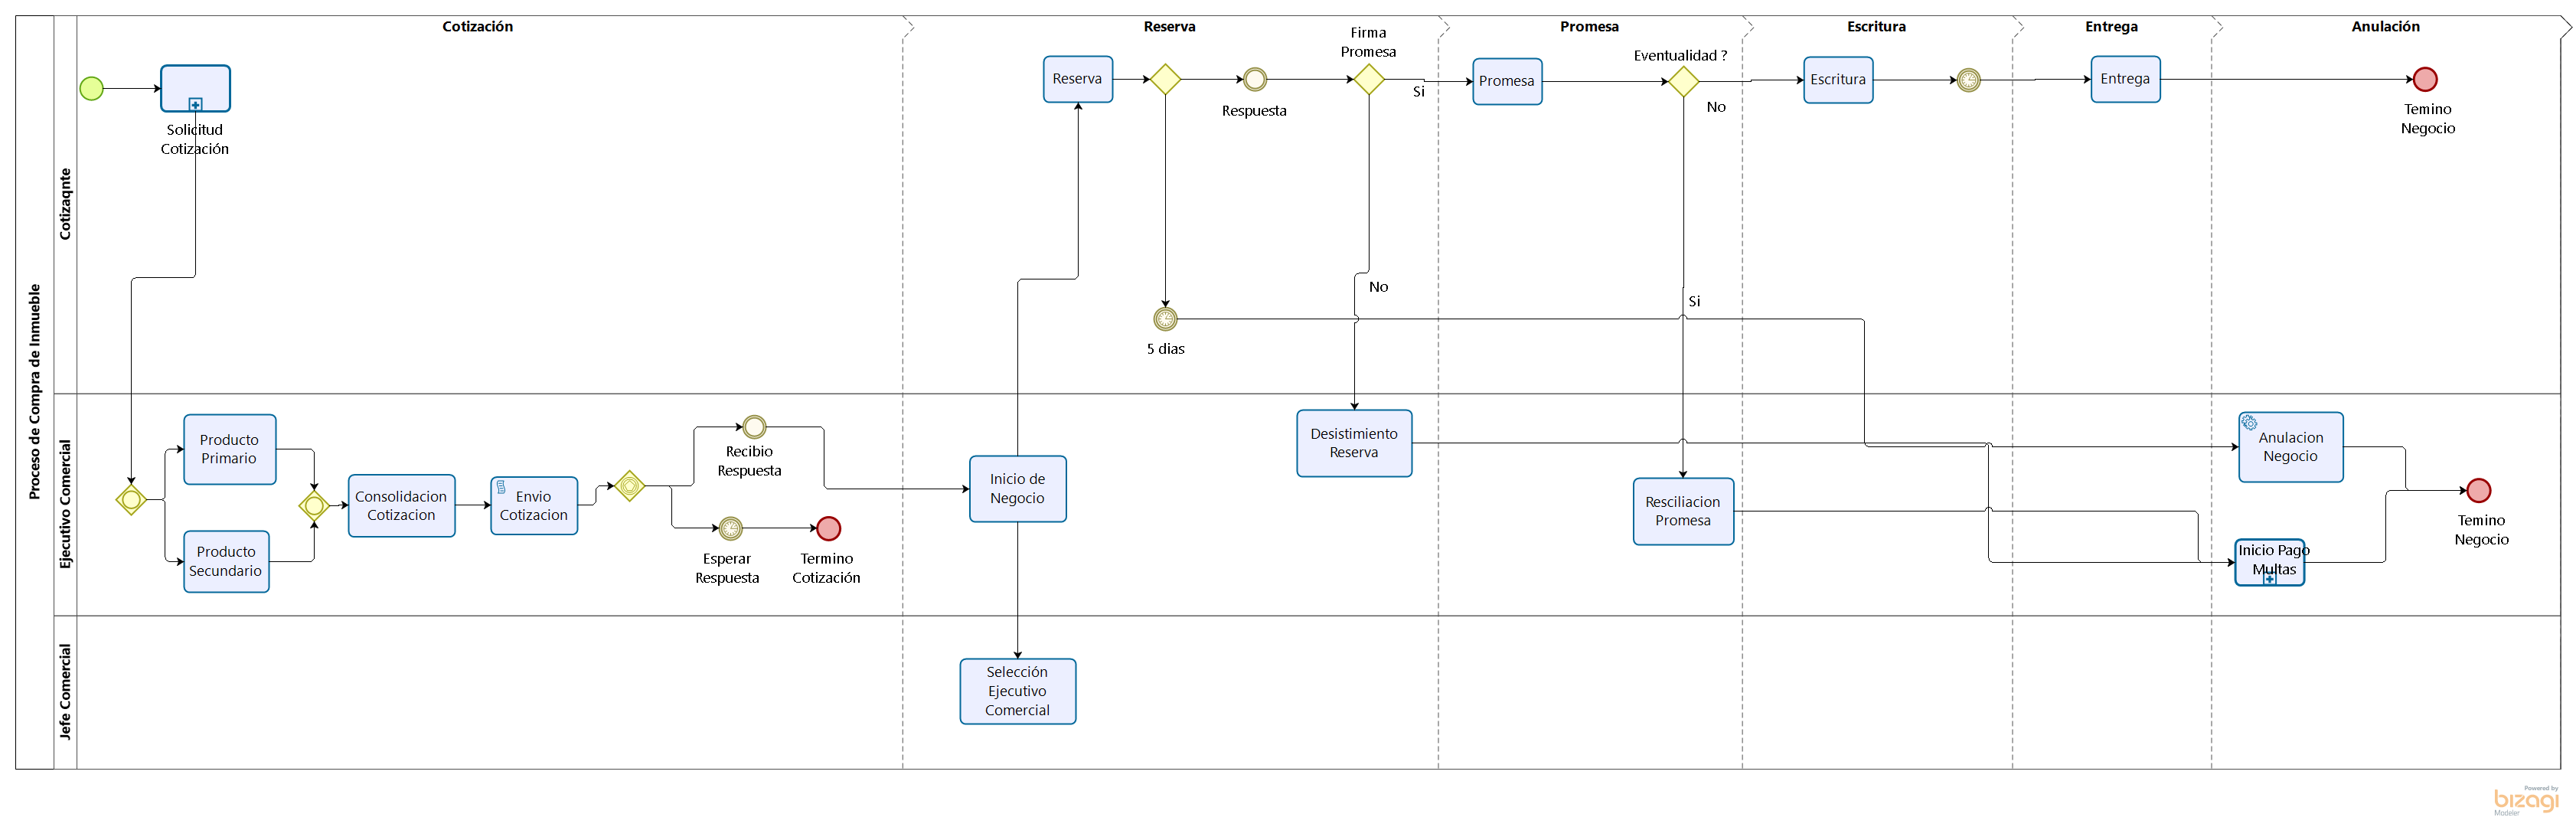 Cotización
Reserva
Promesa
Escritura
Entrega
Anulación
Proceso de Compra de Inmueble
Cotizaqnte
Solicitud
Cotización
Reserva
Respuesta
Firma
Promesa
Si
No
Promesa
Eventualidad ?
No
Si
Escritura
Entrega
Temino
Negocio
5 dias
Ejecutivo Comercial
Producto
Primario
Producto
Secundario
Consolidacion
Cotizacion
Envio
Cotizacion
Recibio
Respuesta
Esperar
Respuesta
Termino
Cotización
Inicio de
Negocio
Desistimiento
Reserva
Resciliacion
Promesa
Anulacion
Negocio
Inicio Pago
Multas
Temino
Negocio
Jefe Comercial
Selección
Ejecutivo
Comercial
Powered by
bizagi
Modeler